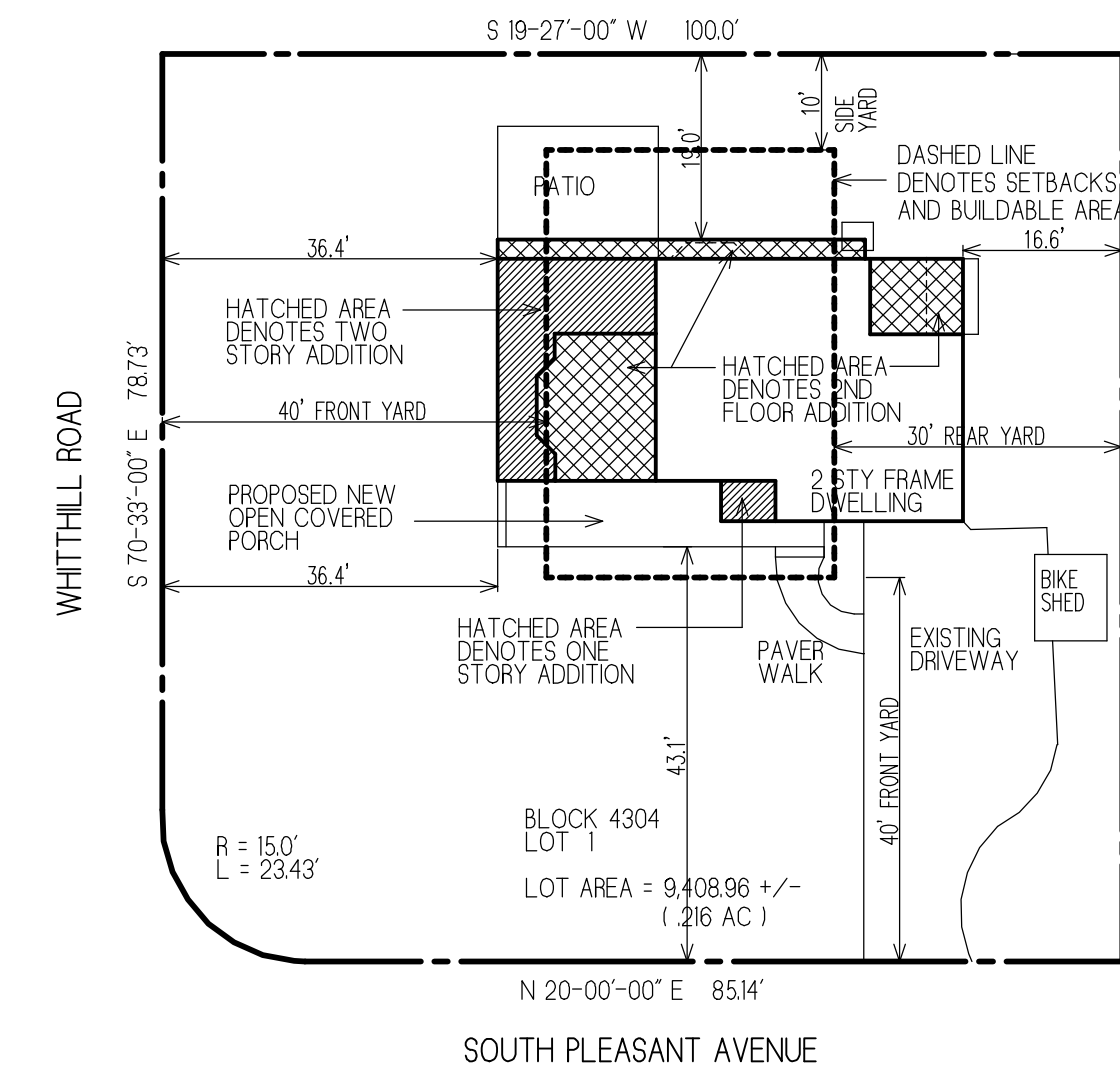 S 19-27'-00" W 100.0'
10'
SIDE
YARD
19.0'
DASHED LINE
DENOTES SETBACKS
AND BUILDABLE AREA
PATIO
36.4'
16.6'
HATCHED AREA
DENOTES TWO
STORY ADDITION
HATCHED AREA
DENOTES 2ND
FLOOR ADDITION
WHITTHILL ROAD
S 70-33'-00" E 78.73'
40' FRONT YARD
30' REAR YARD
2 STY FRAME
DWELLING
PROPOSED NEW
OPEN COVERED
PORCH
36.4'
BIKE
SHED
HATCHED AREA
DENOTES ONE
STORY ADDITION
PAVER
WALK
EXISTING
DRIVEWAY
43.1'
40' FRONT YARD
BLOCK 4304
LOT 1
R = 15.0'
L = 23.43'
LOT AREA = 9,408.96 +/-
( .216 AC )
N 20-00'-00" E 85.14'
SOUTH PLEASANT AVENUE